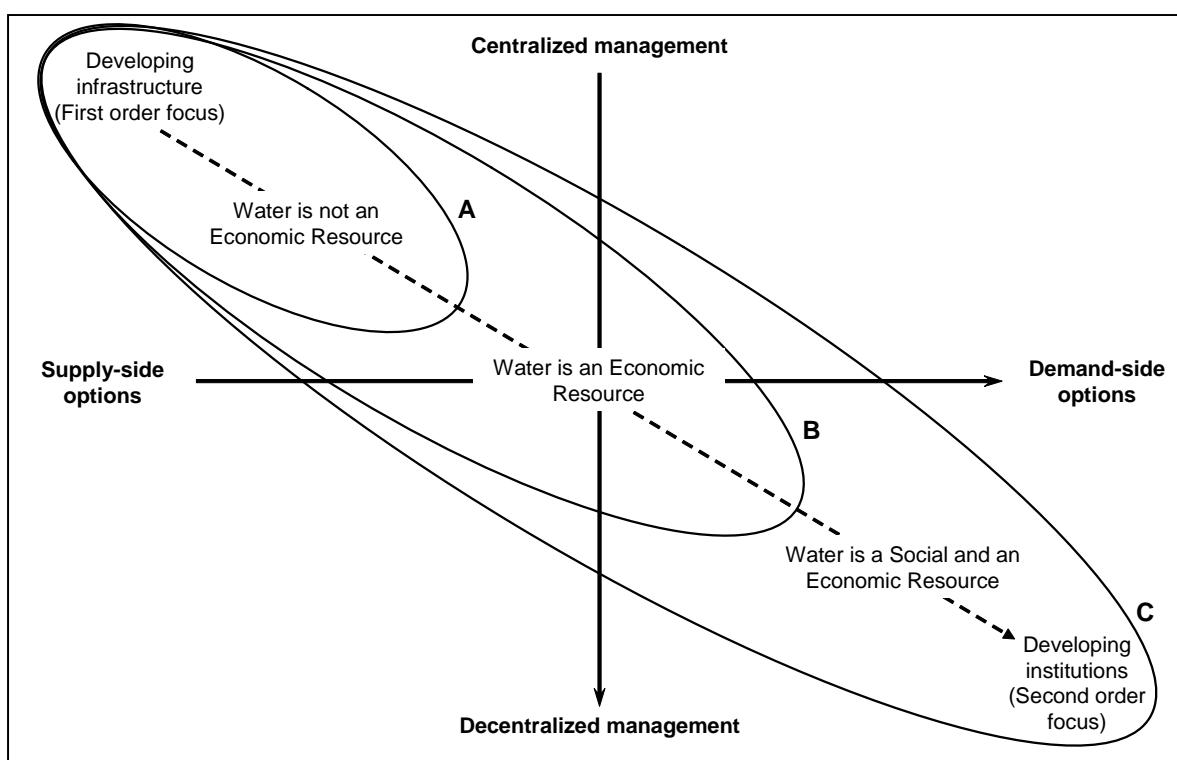 Centralized management
Developing
infrastructure
(First order focus)
Water is not an
Economic Resource
A
Supply-side
options
Water is an Economic
Resource
Demand-side
options
B
Water is a Social and an
Economic Resource
C
Developing
institutions
(Second order
focus)
Decentralized management